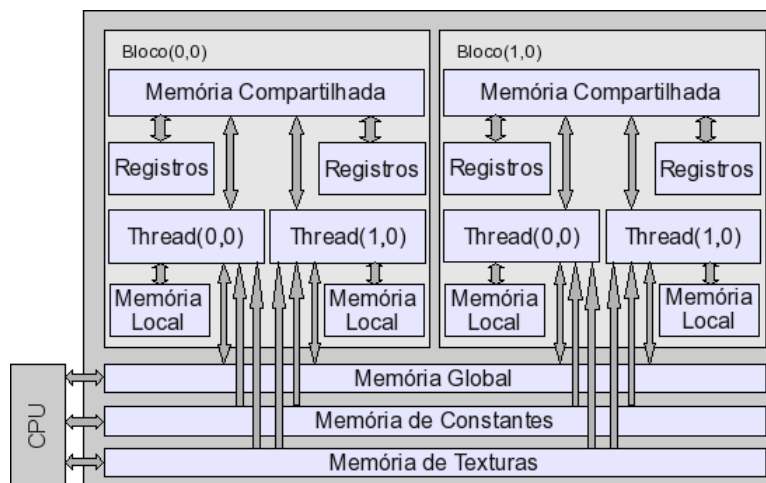 Bloco(0,0)
Memória Compartilhada
Registros
Registros
Thread(0,0)
Thread(1,0)
Memória
Local
Memória
Local
Bloco(1,0)
Memória Compartilhada
Registros
Registros
Thread(0,0)
Thread(1,0)
Memória
Local
Memória
Local
CPU
Memória Global
Memória de Constantes
Memória de Texturas